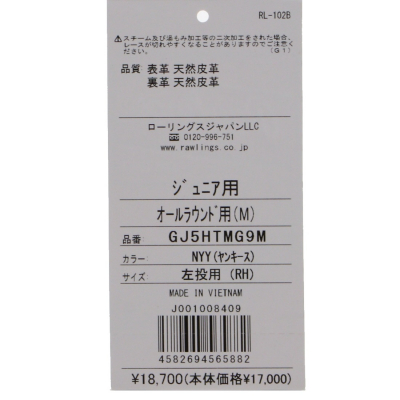 RL-102B
⚠スチーム及び湯もみ加工等の二次加工をされた場合、
レースが切れやすくなることがありますのでご注意ください。
(G1)
品質 表革 天然皮革
裏革 天然皮革
ローリングスジャパンLLC
☎0120-996-751
www.rawlings.co.jp
ジュニア用
オールラウンド用(M)
品番: GJ5HTMG9M
カラー: NYY(ヤンキース)
サイズ: 左投用 (RH)
MADE IN VIETNAM
J001008409
4582694565882
¥18,700(本体価格¥17,000)